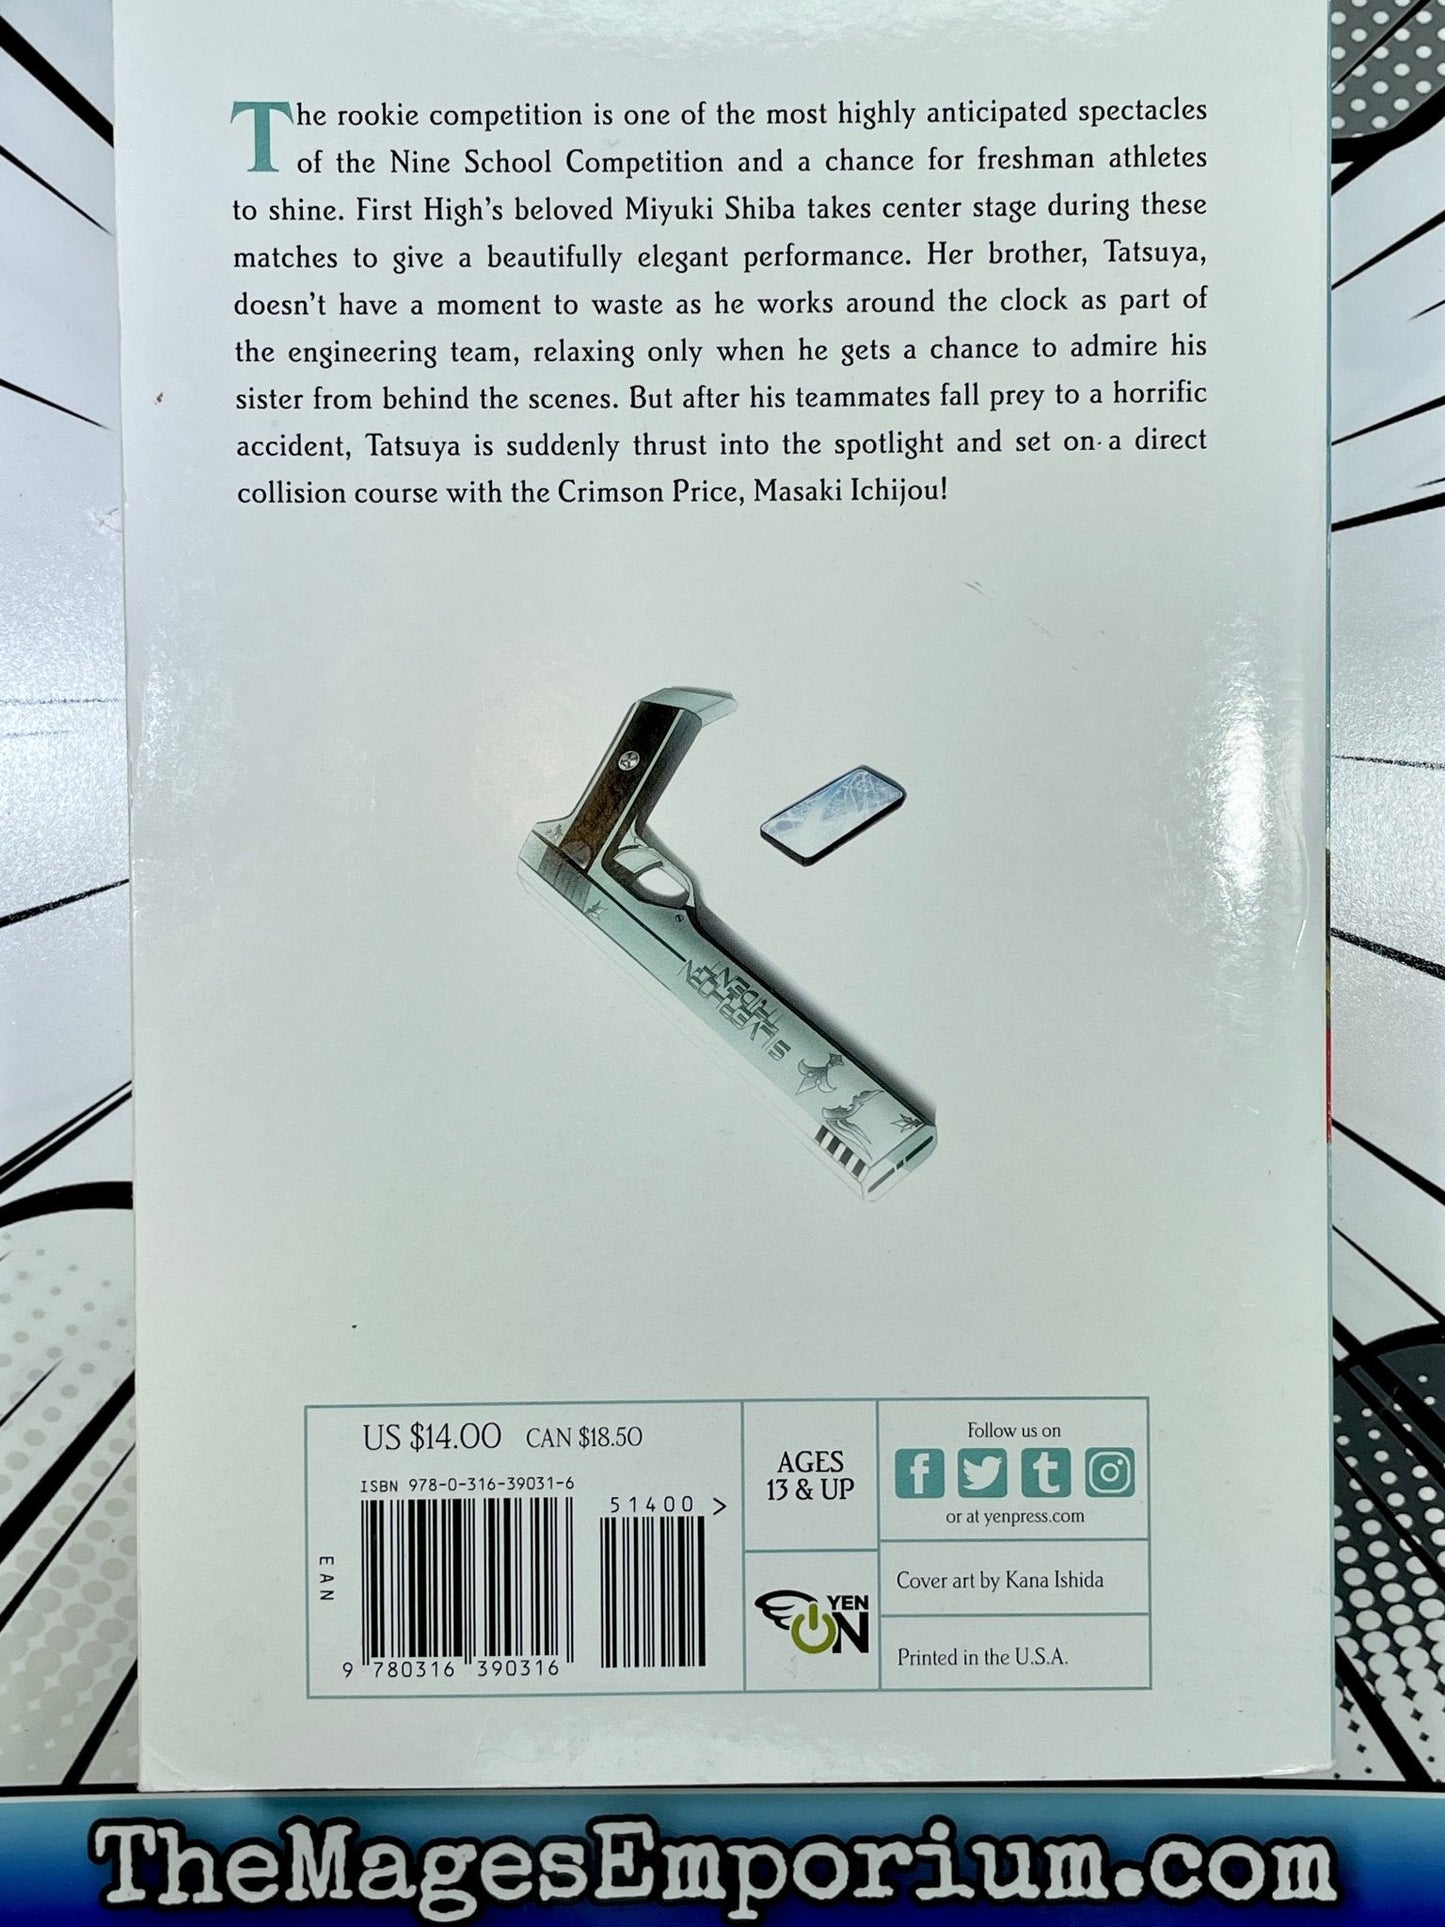 The rookie competition is one of the most highly anticipated spectacles
of the Nine School Competition and a chance for freshman athletes
to shine. First High's beloved Miyuki Shiba takes center stage during these
matches to give a beautifully elegant performance. Her brother, Tatsuya,
doesn't have a moment to waste as he works around the clock as part of
the engineering team, relaxing only when he gets a chance to admire his
sister from behind the scenes. But after his teammates fall prey to a horrific
accident, Tatsuya is suddenly thrust into the spotlight and set on a direct
collision course with the Crimson Price, Masaki Ichijou!
US $14.00 CAN $18.50
ISBN 978-0-316-39031-6
51400 >
EAN
9 780316 390316
AGES
13 & UP
YEN
ON
Follow us on
or at yenpress.com
Cover art by Kana Ishida
Printed in the U.S.A.
TheMagesEmporium.com